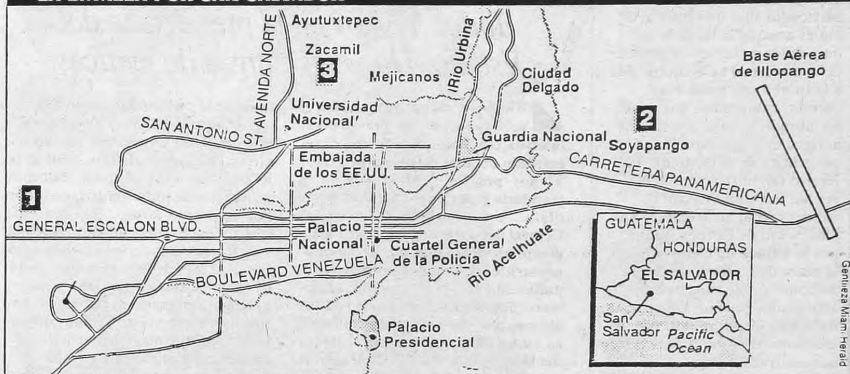 Ayutuxtepec
Zacamil
3
Mejicanos
AVENIDA NORTE
Río Urbina
Ciudad
Delgado
Base Aérea
de Illopango
Universidad
Nacional'
SAN ANTONIO ST.
Guardia Nacional
2
Soyapango
Embajada
de los EE.UU.
CARRETERA PANAMERICANA
1
GENERAL ESCALON BLVD.
Palacio
Nacional
Cuartel General
de la Policía
Río Acelhuate
BOULEVARD VENEZUELA
Palacio
Presidencial
GUATEMALA
HONDURAS
EL SALVADOR
San
Salvador
Pacific
Ocean
Gentileza Miami Herald